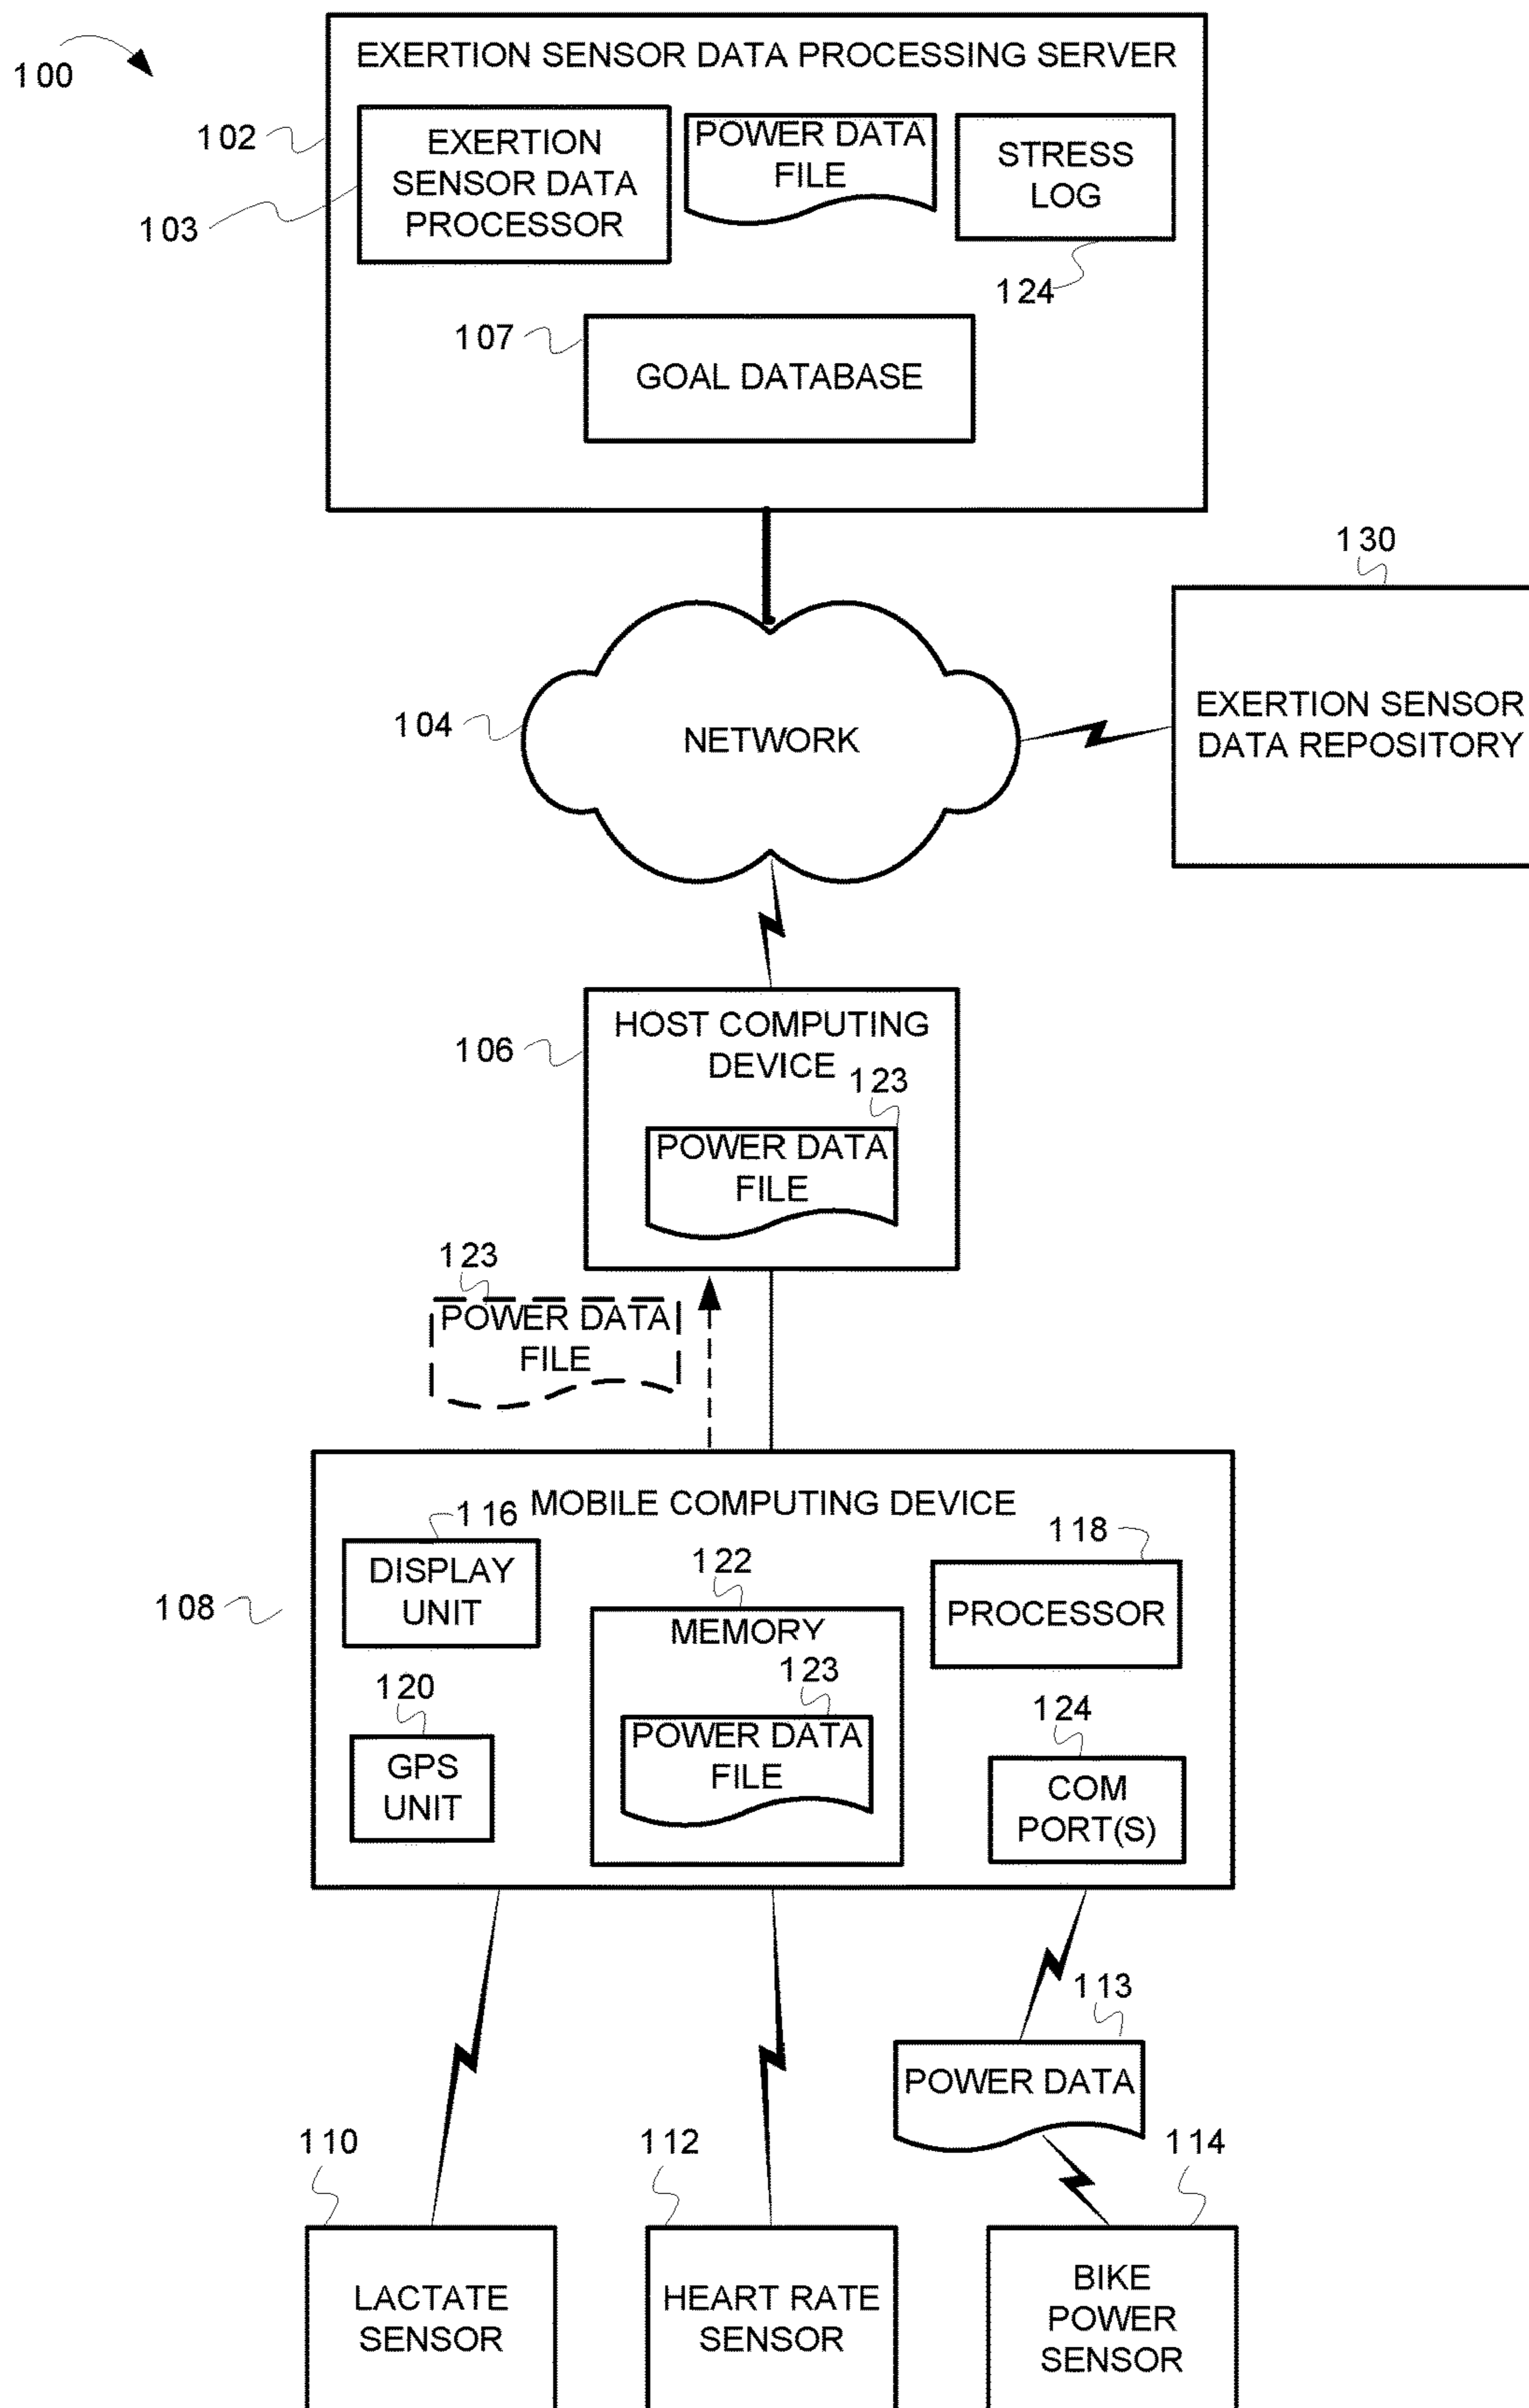 100
EXERTION SENSOR DATA PROCESSING SERVER
102
EXERTION
SENSOR DATA
PROCESSOR
103
POWER DATA
FILE
STRESS
LOG
124
107
GOAL DATABASE
130
EXERTION SENSOR
DATA REPOSITORY
104
NETWORK
106
HOST COMPUTING
DEVICE
123
POWER DATA
FILE
123
POWER DATA
FILE
MOBILE COMPUTING DEVICE
108
116
DISPLAY
UNIT
122
MEMORY
123
POWER DATA
FILE
118
PROCESSOR
120
GPS
UNIT
124
COM
PORT(S)
113
POWER DATA
110
LACTATE
SENSOR
112
HEART RATE
SENSOR
114
BIKE
POWER
SENSOR